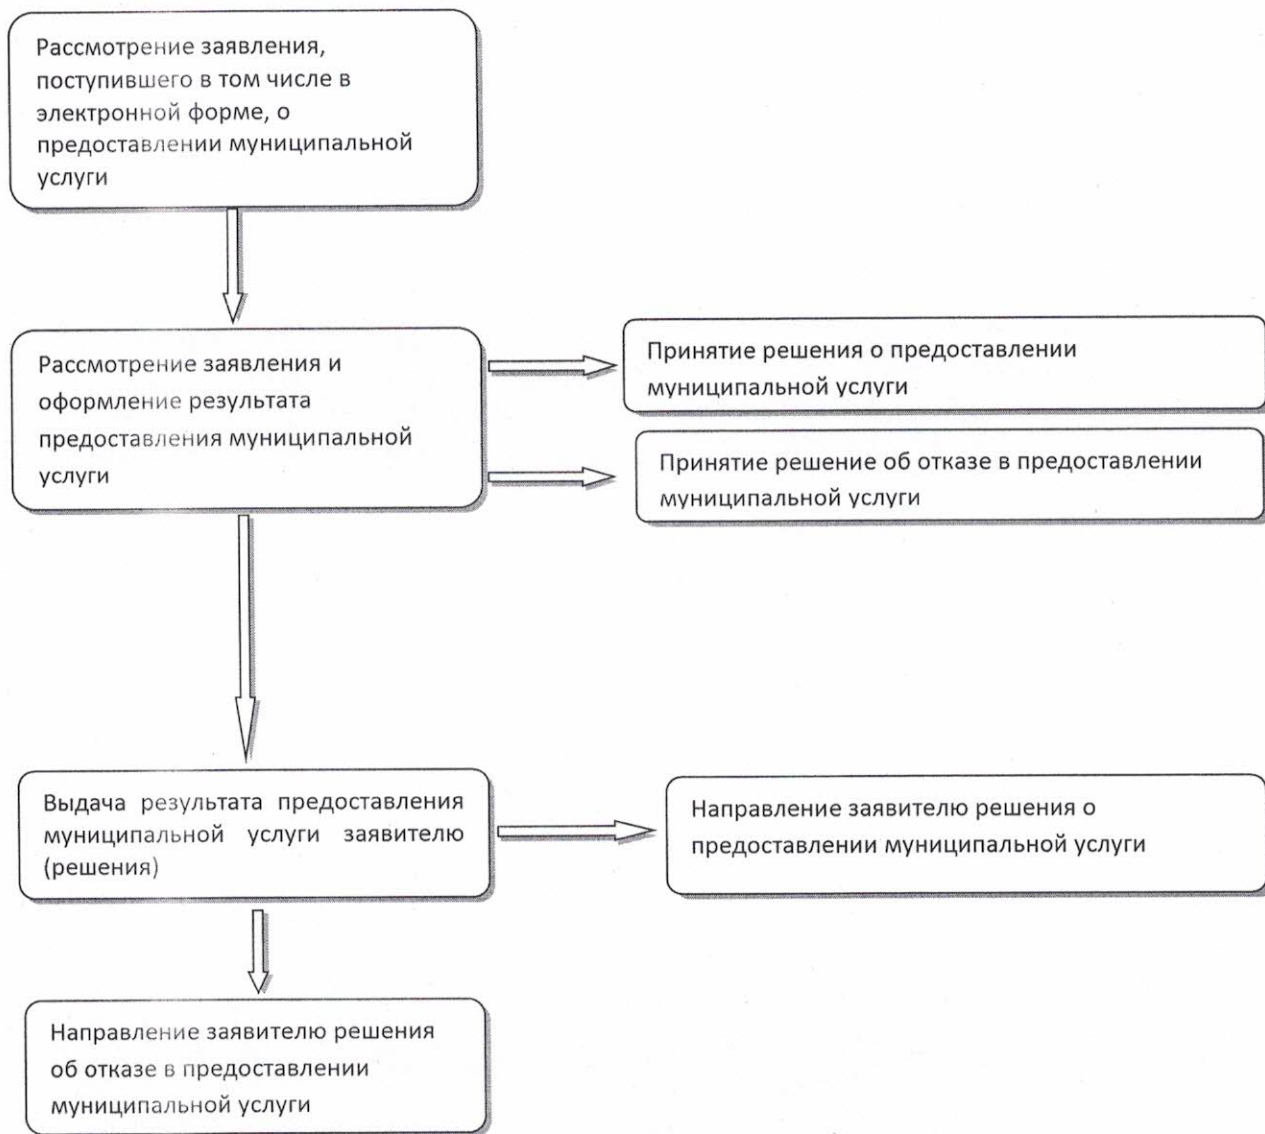 Рассмотрение заявления,
поступившего в том числе в
электронной форме, о
предоставлении муниципальной
услуги
Рассмотрение заявления и
оформление результата
предоставления муниципальной
услуги
Принятие решения о предоставлении
муниципальной услуги
Принятие решение об отказе в предоставлении
муниципальной услуги
Выдача результата предоставления
муниципальной услуги заявителю
(решения)
Направление заявителю решения о
предоставлении муниципальной услуги
Направление заявителю решения
об отказе в предоставлении
муниципальной услуги